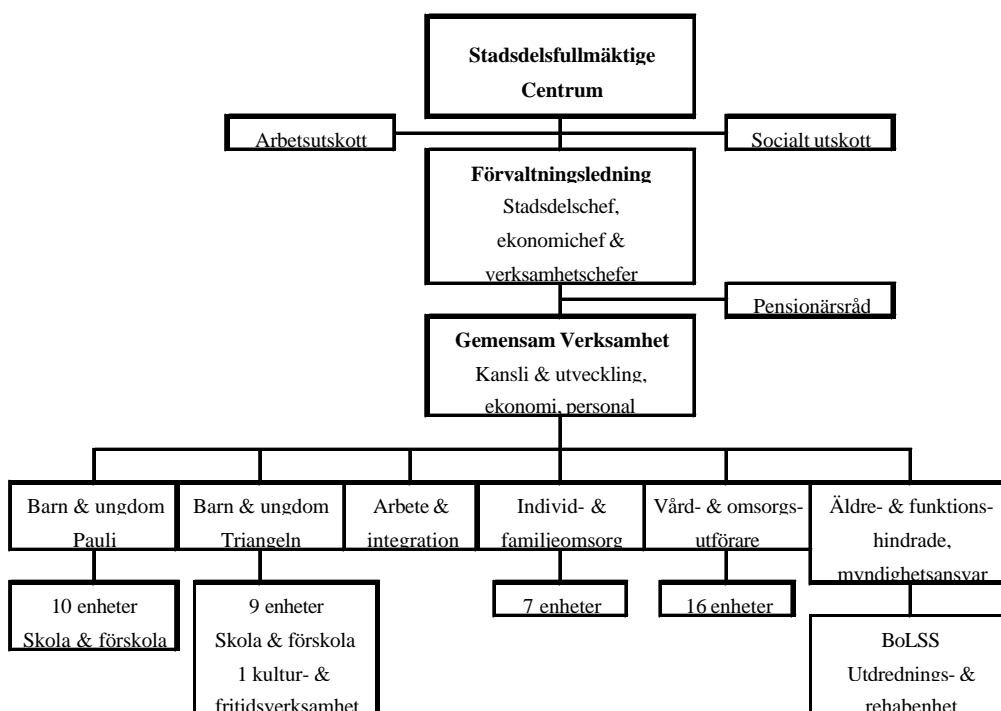 Stadsdelsfullmäktige
Centrum
Arbetsutskott
Socialt utskott
Förvaltningsledning
Stadsdelschef,
ekonomichef &
verksamhetschefer
Pensionärsråd
Gemensam Verksamhet
Kansli & utveckling,
ekonomi, personal
Barn & ungdom
Pauli
Barn & ungdom
Triangeln
Arbete &
integration
Individ- &
familjeomsorg
Vård- & omsorgs-
utförare
Äldre- & funktions-
hindrade,
myndighetsansvar
10 enheter
Skola & förskola
9 enheter
Skola & förskola
1 kultur- &
fritidsverksamhet
7 enheter
16 enheter
BoLSS
Utdrednings- &
rehabenhet